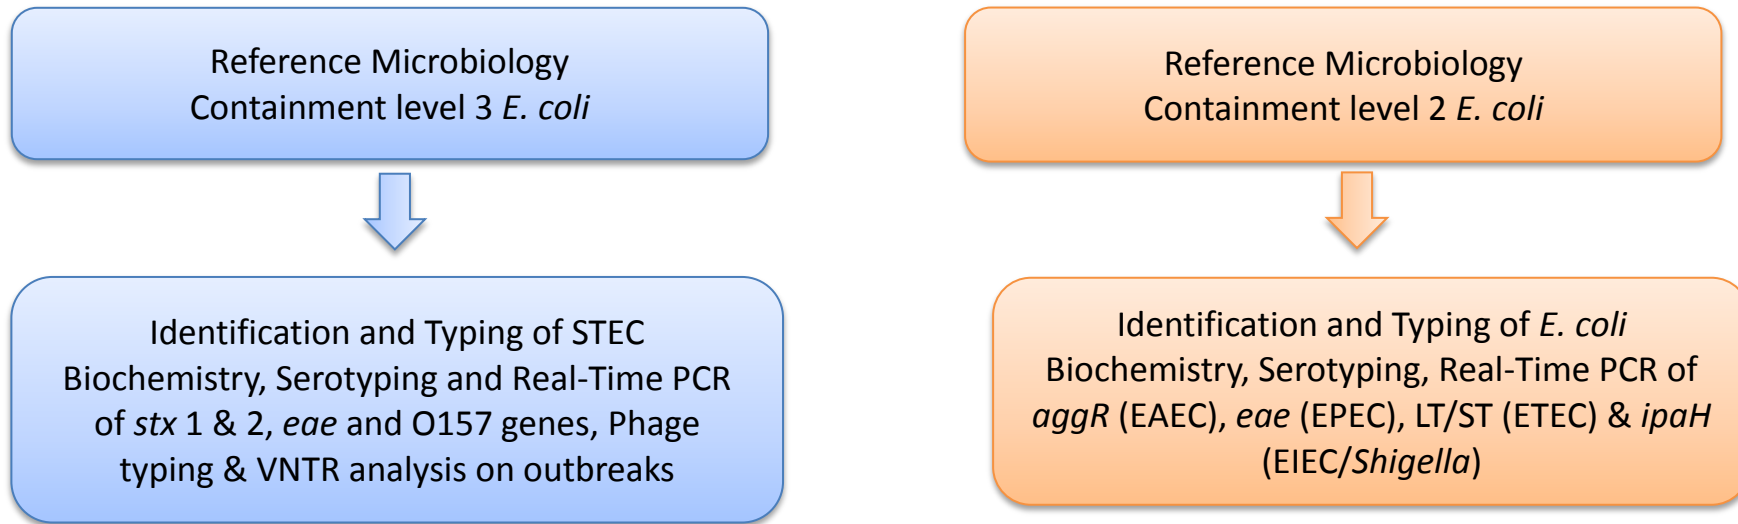 Reference Microbiology
Containment level 3 E. coli
Identification and Typing of STEC
Biochemistry, Serotyping and Real-Time PCR
of stx 1 & 2, eae and O157 genes, Phage
typing & VNTR analysis on outbreaks
Reference Microbiology
Containment level 2 E. coli
Identification and Typing of E. coli
Biochemistry, Serotyping, Real-Time PCR of
aggR (EAEC), eae (EPEC), LT/ST (ETEC) & ipaH
(EIEC/Shigella)